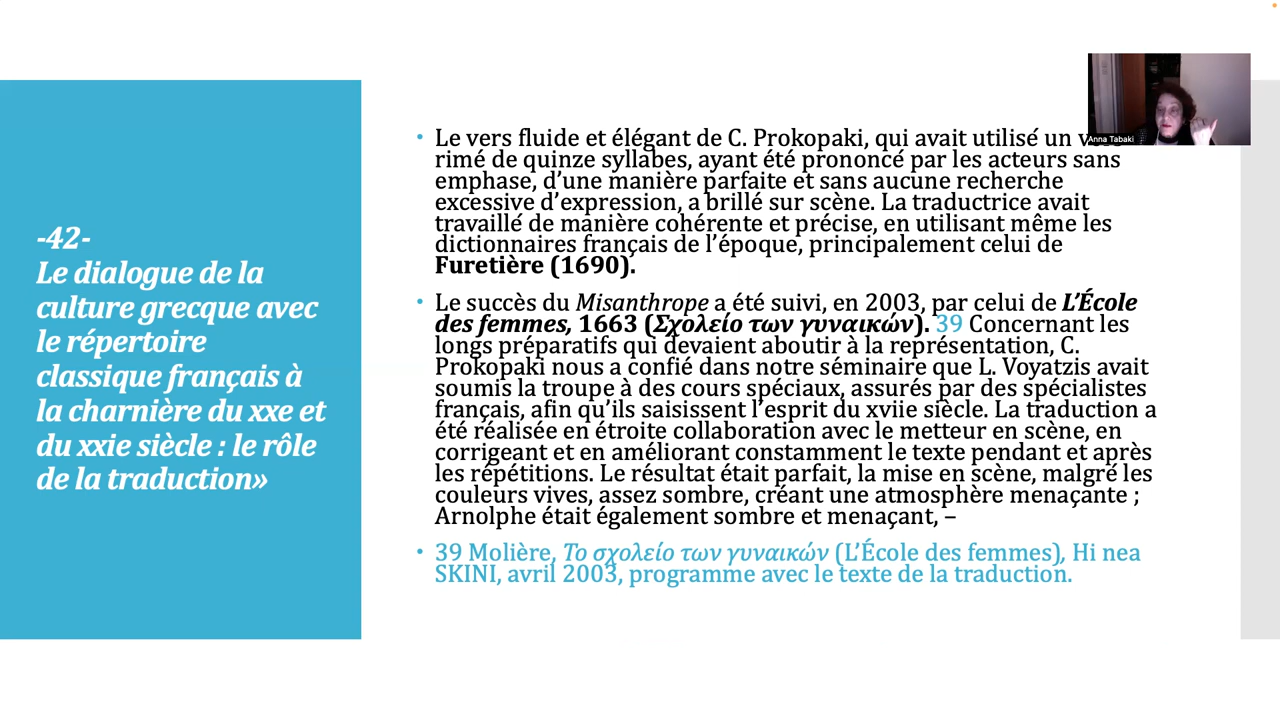 -42-
Le dialogue de la
culture grecque avec
le répertoire
classique français à
la charnière du xxe et
du xxie siècle : le rôle
de la traduction»
Anna Tabaki
• Le vers fluide et élégant de C. Prokopaki, qui avait utilisé un
rimé de quinze syllabes, ayant été prononcé par les acteurs sans
emphase, d’une manière parfaite et sans aucune recherche
excessive d’expression, a brillé sur scène. La traductrice avait
travaillé de manière cohérente et précise, en utilisant même les
dictionnaires français de l’époque, principalement celui de
Furetière (1690).
• Le succès du Misanthrope a été suivi, en 2003, par celui de L’École
des femmes, 1663 (Σχολείο των γυναικών). 39 Concernant les
longs préparatifs qui devaient aboutir à la représentation, C.
Prokopaki nous a confié dans notre séminaire que L. Voyatzis avait
soumis la troupe à des cours spéciaux, assurés par des spécialistes
français, afin qu’ils saisissent l’esprit du xviie siècle. La traduction a
été réalisée en étroite collaboration avec le metteur en scène, en
corrigeant et en améliorant constamment le texte pendant et après
les répétitions. Le résultat était parfait, la mise en scène, malgré les
couleurs vives, assez sombre, créant une atmosphère menaçante ;
Arnolphe était également sombre et menaçant, –
• 39 Molière, Το σχολείο των γυναικών (L’École des femmes), Hi nea
SKINI, avril 2003, programme avec le texte de la traduction.